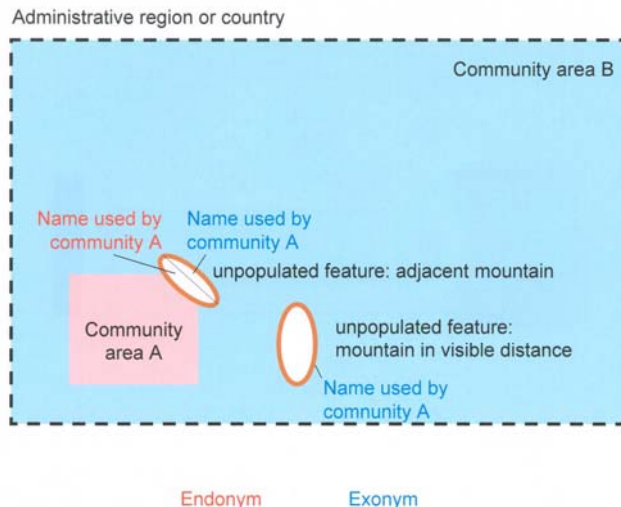 Administrative region or country
Community area B
Name used by
community A
Name used by
community A
unpopulated feature: adjacent mountain
Community
area A
unpopulated feature:
mountain in visible distance
Name used by
comnunity A
Endonym
Exonym